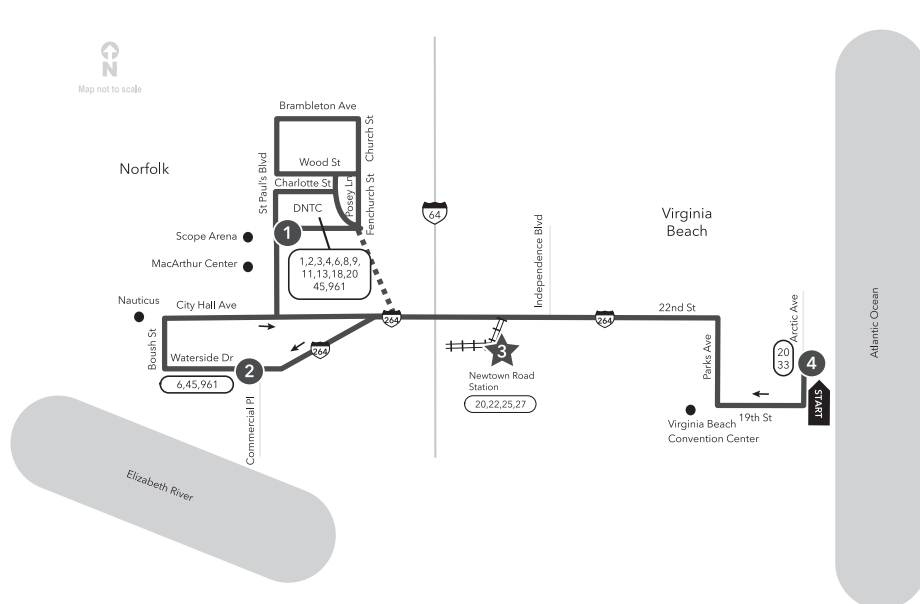 N
Map not to scale
Brambleton Ave
Church St
Norfolk
Wood St
St Paul's Blvd
Charlotte St
Posey Ln
Fenchurch St
DNTC
64
Virginia
Beach
Independence Blvd
1
Scope Arena
1,2,3,4,6,8,9,
11,13,18,20
45,961
MacArthur Center
Arctic Ave
Atlantic Ocean
Nauticus
City Hall Ave
264
264
22nd St
Boush St
264
Waterside Dr
2
6,45,961
Commercial Pl
3
Newtown Road
Station
20,22,25,27
Parks Ave
20
33
4
START
19th St
Virginia Beach
Convention Center
Elizabeth River